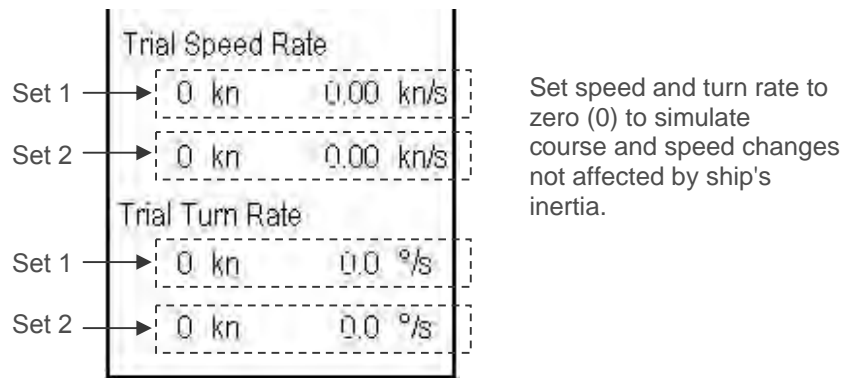 Trial Speed Rate
Set 1 0 kn 0.00 kn/s
Set 2 0 kn 0.00 kn/s
Trial Turn Rate
Set 1 0 kn 0.0 °/s
Set 2 0 kn 0.0 °/s
Set speed and turn rate to
zero (0) to simulate
course and speed changes
not affected by ship's
inertia.